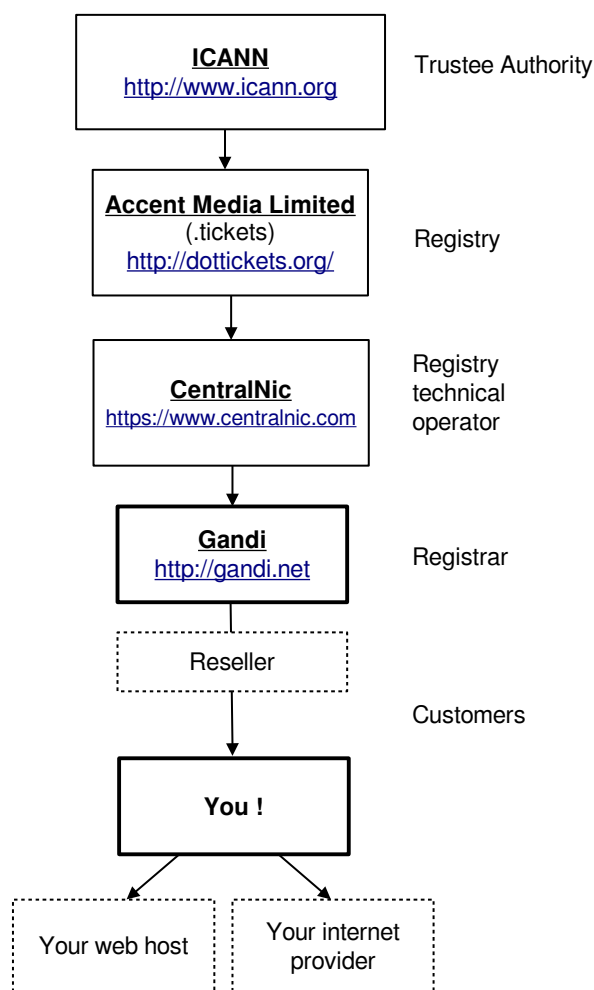 ICANN
http://www.icann.org
Trustee Authority
Accent Media Limited
(.tickets)
http://dottickets.org/
Registry
CentralNic
https://www.centralnic.com
Registry
technical
operator
Gandi
http://gandi.net
Registrar
Reseller
Customers
You !
Your web host
Your internet
provider